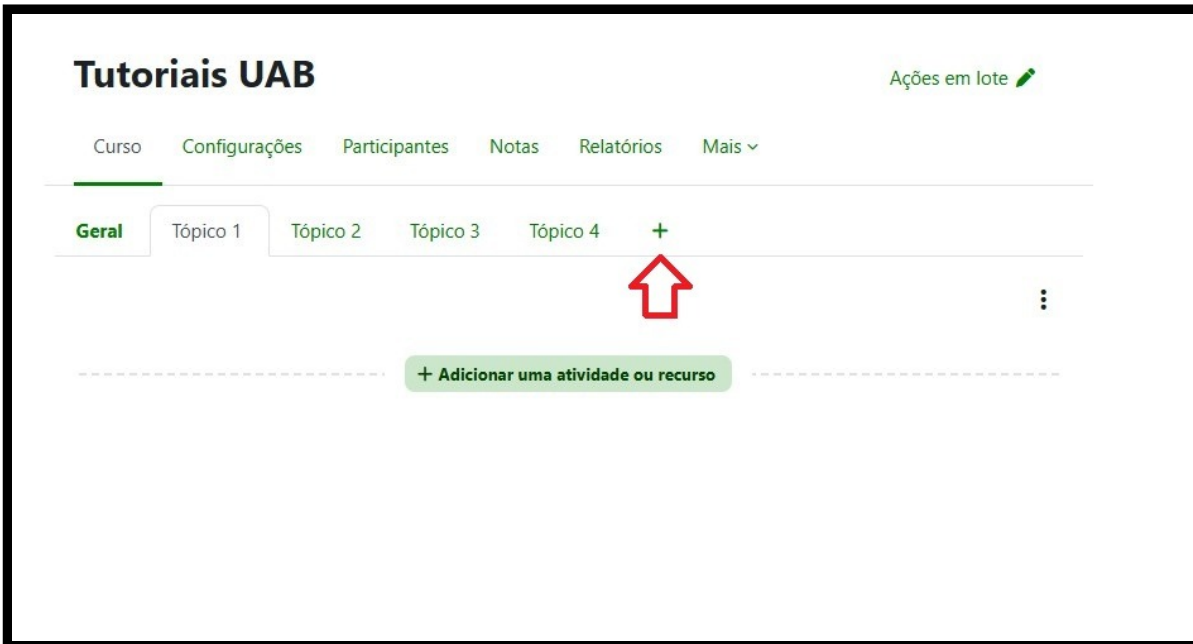 Tutoriais UAB
Ações em lote
Curso Configurações Participantes Notas Relatórios Mais
Geral Tópico 1 Tópico 2 Tópico 3 Tópico 4 +
+ Adicionar uma atividade ou recurso